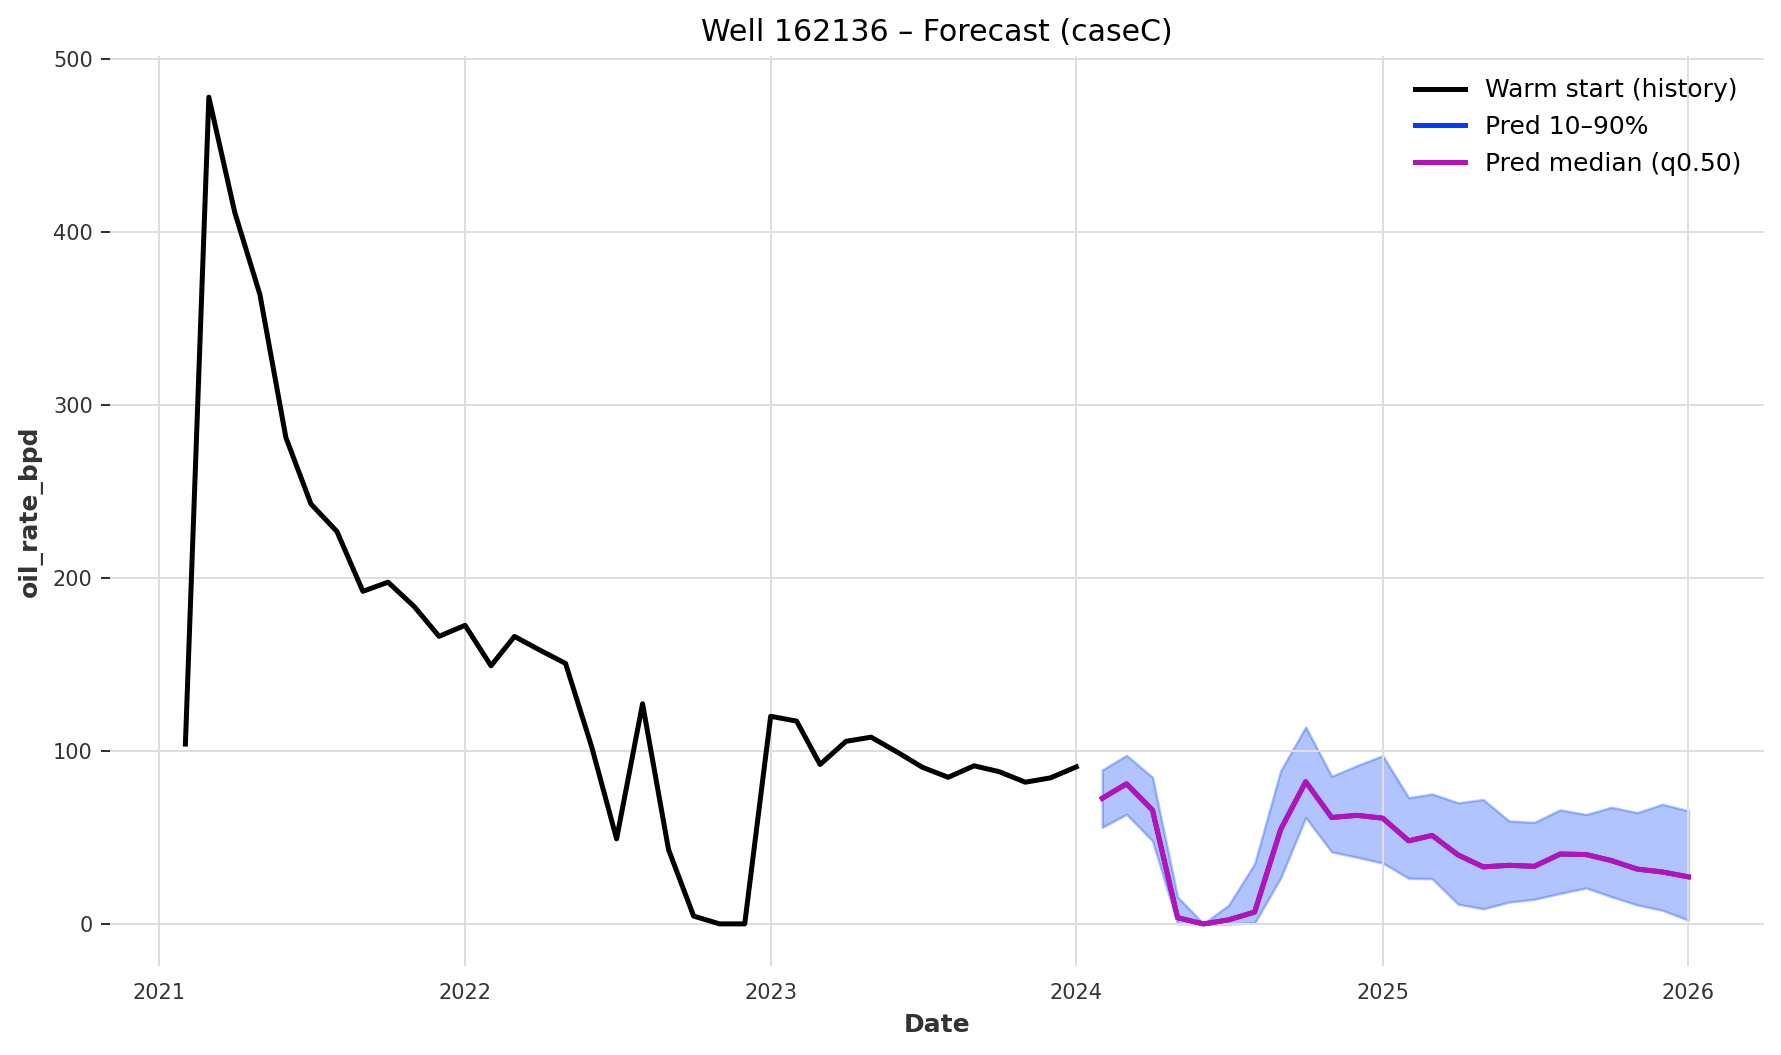 Well 162136 – Forecast (caseC)
Warm start (history)
Pred 10–90%
Pred median (q0.50)
oil_rate_bpd
500
400
300
200
100
0
2021
2022
2023
2024
2025
2026
Date